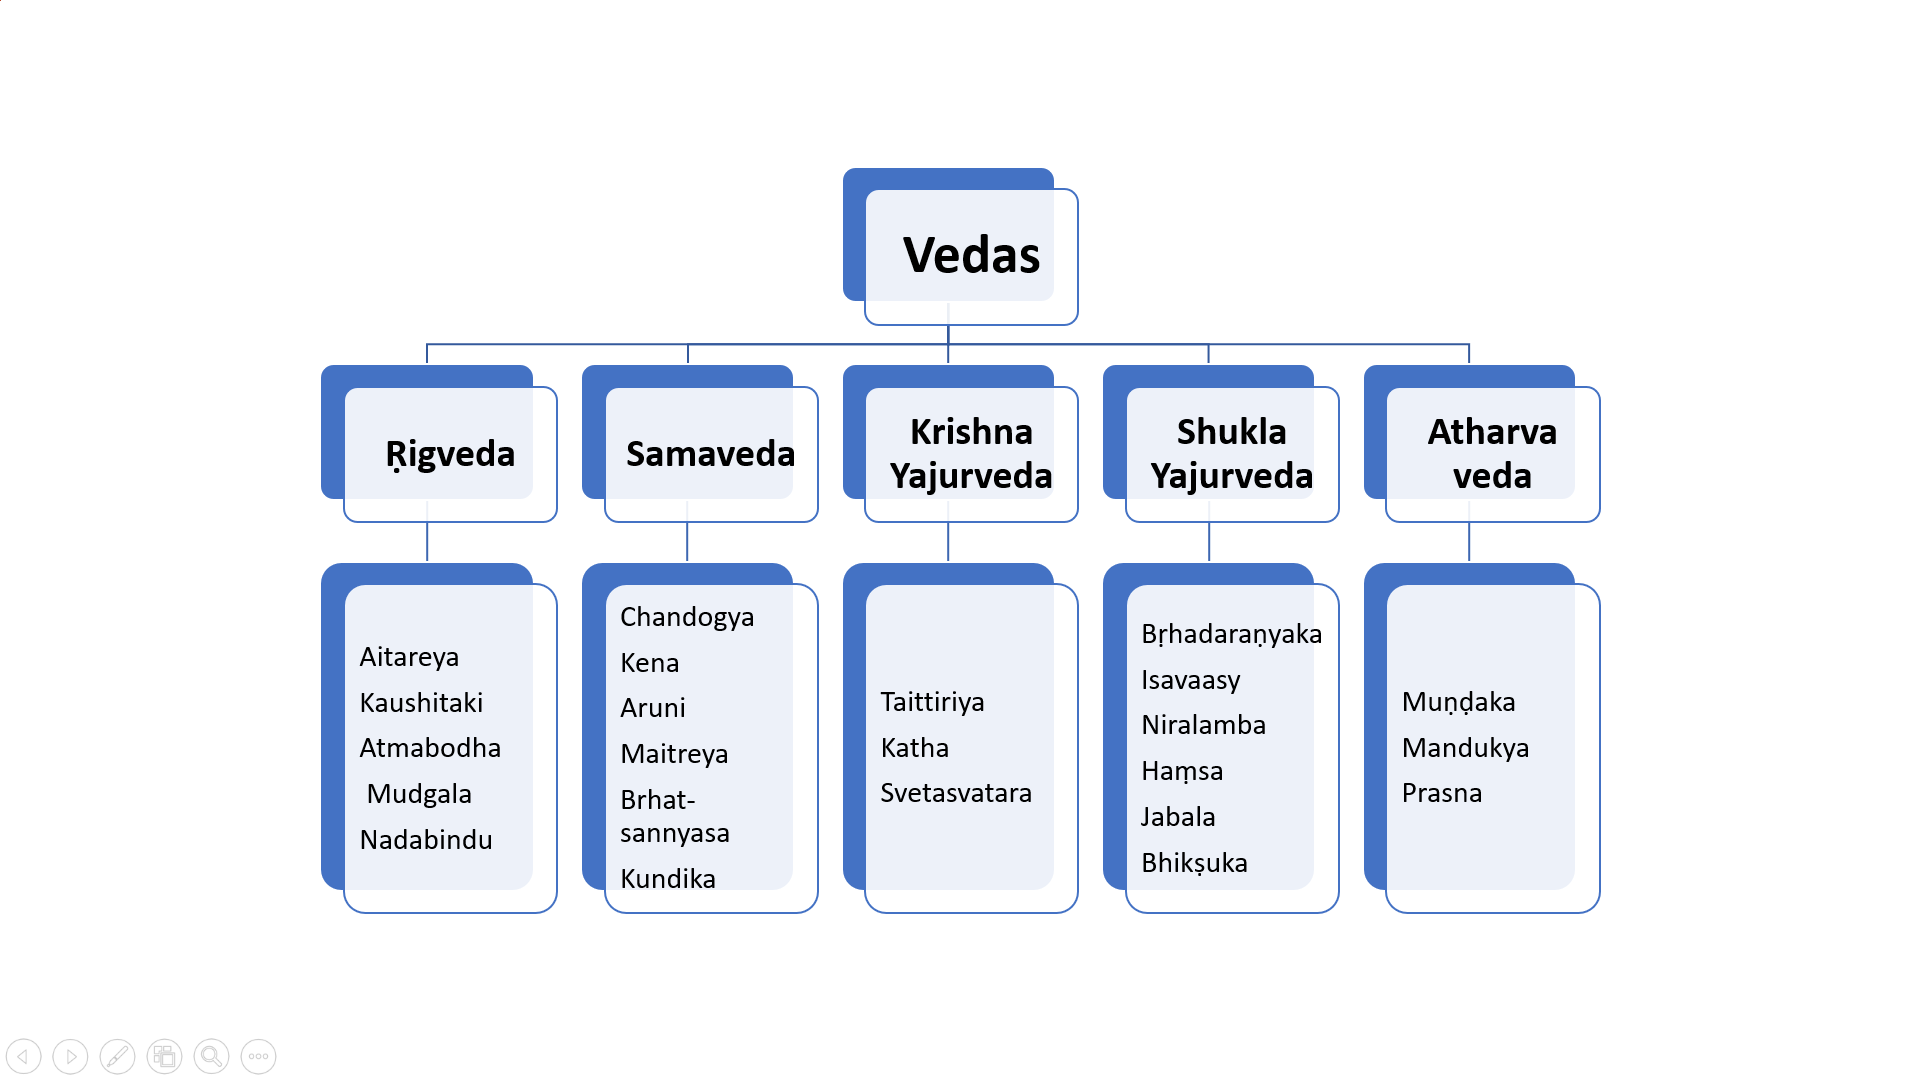 Vedas
Ṛigveda
Samaveda
Krishna
Yajurveda
Shukla
Yajurveda
Atharva
veda
Aitareya
Kaushitaki
Atmabodha
Mudgala
Nadabindu
Chandogya
Kena
Aruni
Maitreya
Brhat-
sannyasa
Kundika
Taittiriya
Katha
Svetasvatara
Bṛhadaraṇyaka
Isavaasy
Niralamba
Haṃsa
Jabala
Bhikṣuka
Muṇḍaka
Mandukya
Prasna